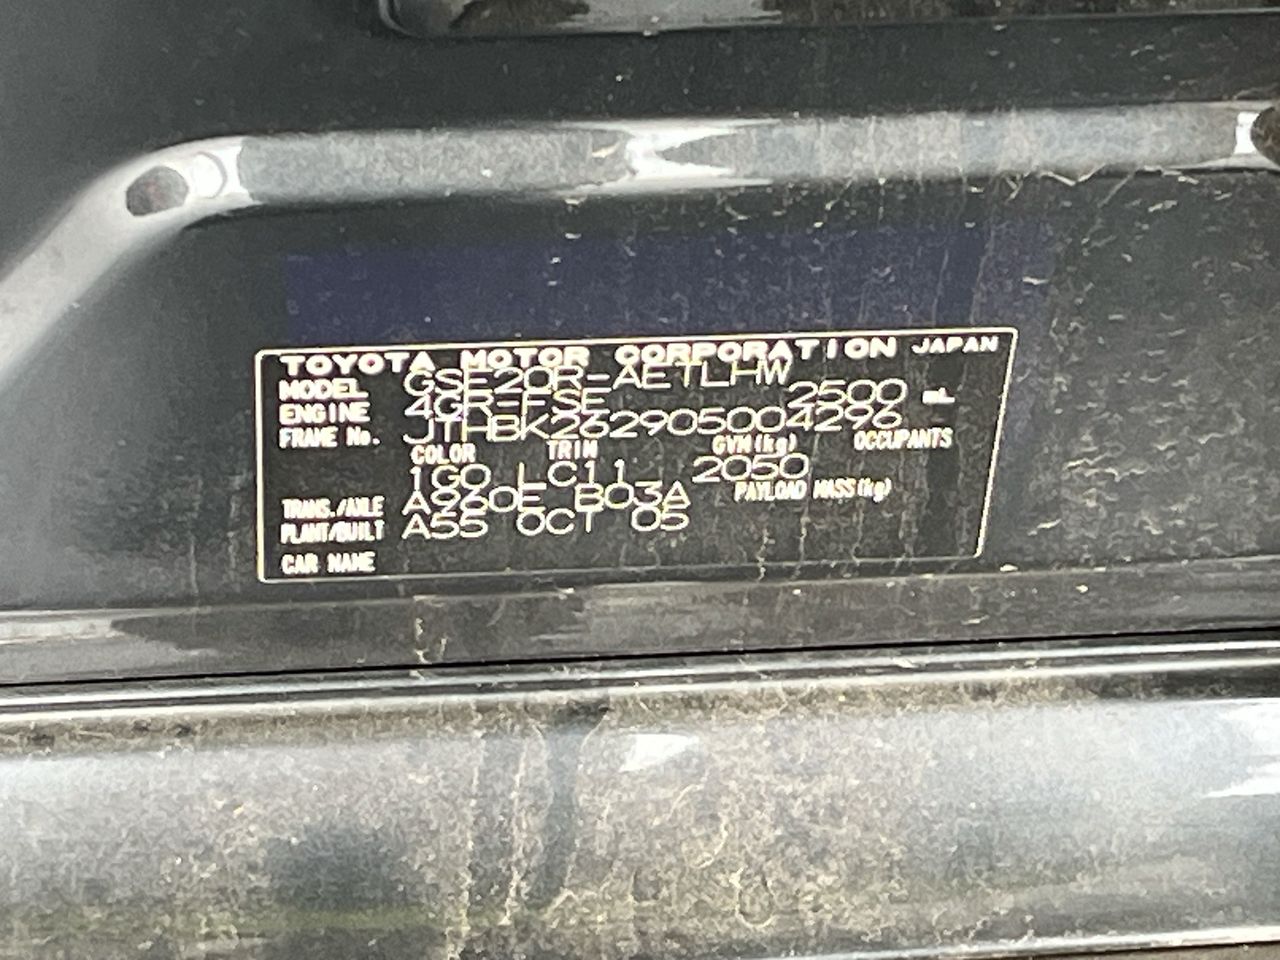 TOYOTA MOTOR CORPORATION JAPAN
MODEL GSE20R-AETLHW
ENGINE 4GR-FSE 2500 mL
FRAME No. JTHBK262905004296
COLOR TRIM GVM(kg) OCCUPANTS
1G0 LC11 2050
TRANS./AXLE A960E B03A PAYLOAD MASS(kg)
PLANT/BUILT A55 OCT 05
CAR NAME